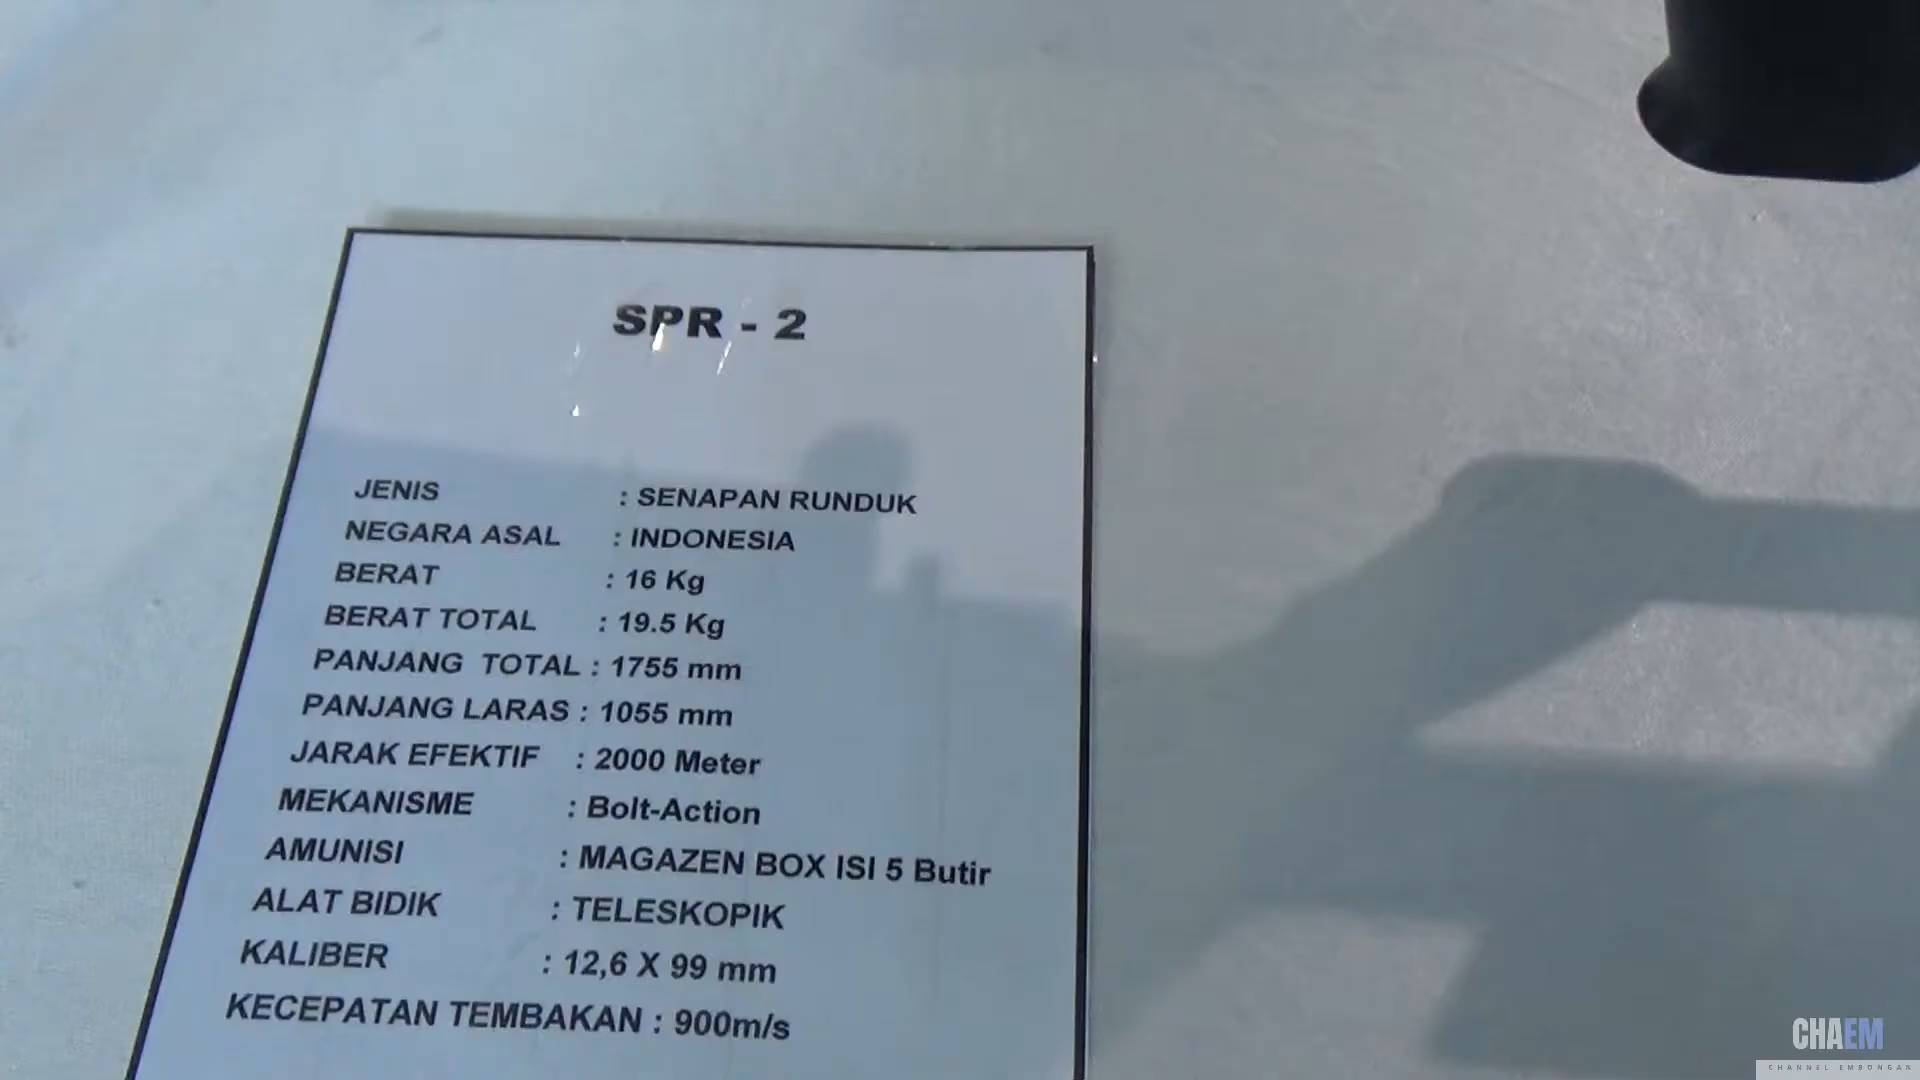 SPR - 2
JENIS : SENAPAN RUNDUK
NEGARA ASAL : INDONESIA
BERAT : 16 Kg
BERAT TOTAL : 19.5 Kg
PANJANG TOTAL : 1755 mm
PANJANG LARAS : 1055 mm
JARAK EFEKTIF : 2000 Meter
MEKANISME : Bolt-Action
AMUNISI : MAGAZEN BOX ISI 5 Butir
ALAT BIDIK : TELESKOPIK
KALIBER : 12,6 X 99 mm
KECEPATAN TEMBAKAN : 900m/s
CHAEM
CHANNEL EMBONGAN